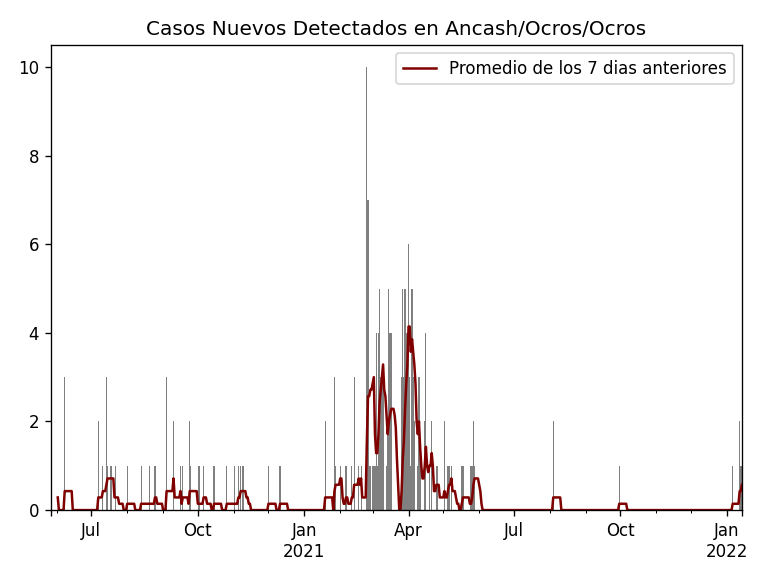 Casos Nuevos Detectados en Ancash/Ocros/Ocros
Promedio de los 7 dias anteriores
10
8
6
4
2
0
Jul
Oct
Jan
2021
Apr
Jul
Oct
Jan
2022